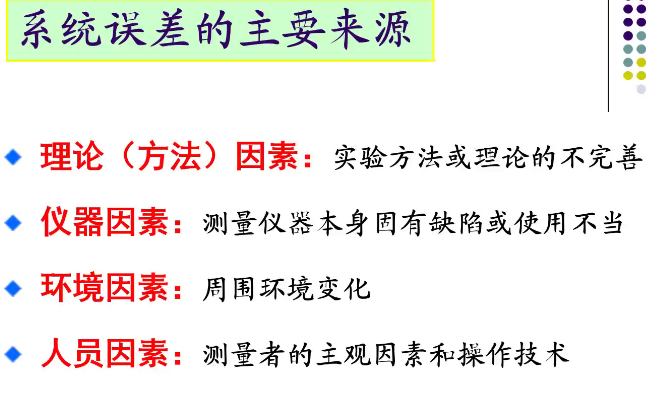 系统误差的主要来源
理论（方法）因素：实验方法或理论的不完善
仪器因素：测量仪器本身固有缺陷或使用不当
环境因素：周围环境变化
人员因素：测量者的主观因素和操作技术